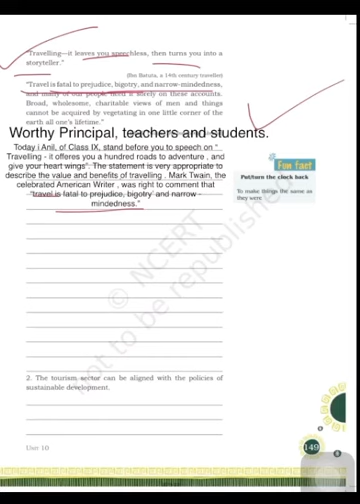 "Travelling—it leaves you speechless, then turns you into a
storyteller."
(Ibn Batuta, a 14th century traveller)
"Travel is fatal to prejudice, bigotry, and narrow-mindedness,
and many of our people need it sorely on these accounts.
Broad, wholesome, charitable views of men and things
cannot be acquired by vegetating in one little corner of the
earth all one's lifetime."
Worthy Principal, teachers and students.
Today i Anil, of Class IX, stand before you to speech on "
Travelling - it offeres you a hundred roads to adventure , and
give your heart wings". The statement is very appropriate to
describe the value and benefits of travelling , Mark Twain, the
celebrated American Writer , was right to comment that
"travel is fatal to prejudice, bigotry and narrow -
mindedness."
Fun fact
Put/turn the clock back
To make things the same as
they were.
© NCERT
not to be republished
2. The tourism sector can be aligned with the policies of
sustainable development.
Unit 10
149